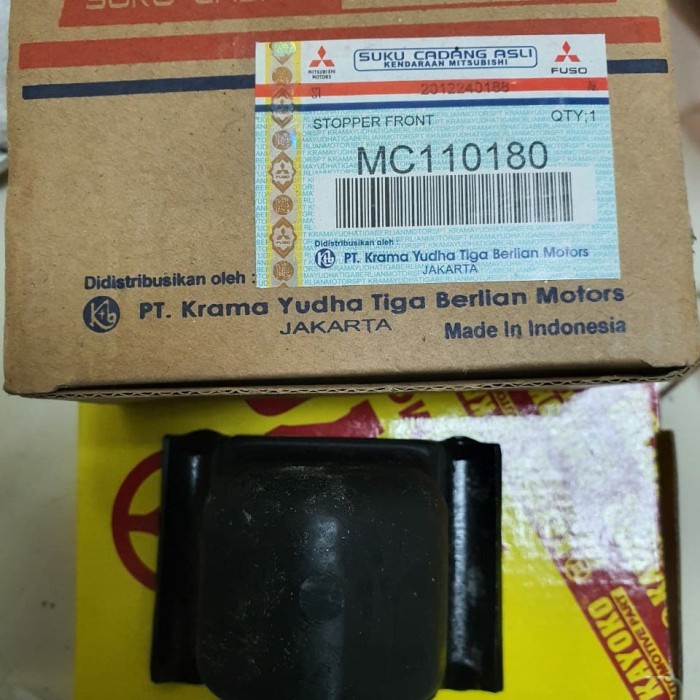 SUKU CADANG ASLI
KENDARAAN MITSUBISHI
MITSUBISHI
MOTORS
FUSO
2012240188
STOPPER FRONT
QTY;1
MC110180
Didistribusikan oleh :
PT. Krama Yudha Tiga Berlian Motors
JAKARTA
Didistribusikan oleh :
PT. Krama Yudha Tiga Berlian Motors
JAKARTA
Made In Indonesia
KAYOKO